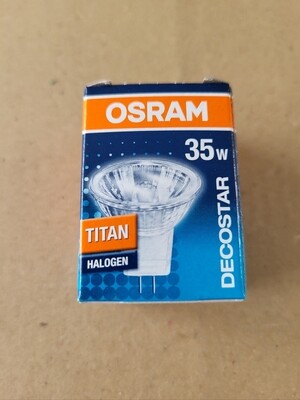 OSRAM
35W
DECOSTAR
TITAN
HALOGEN